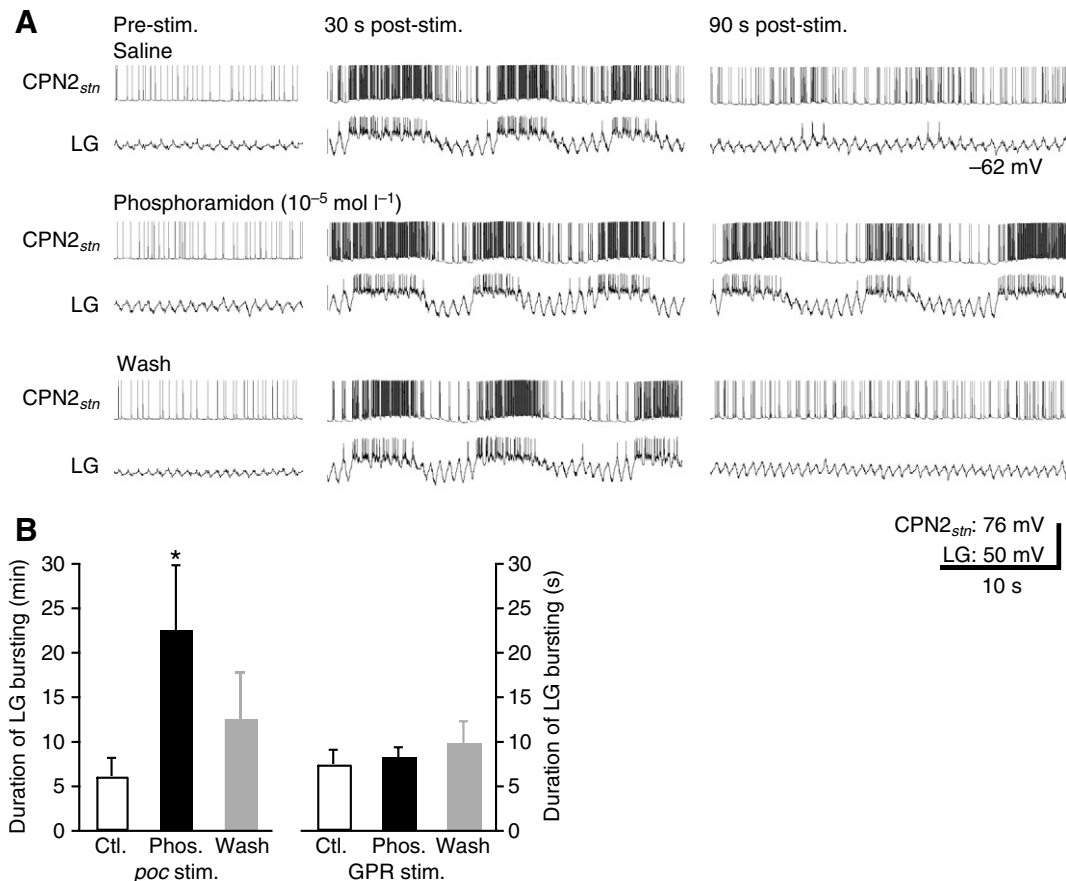 A
Pre-stim. 30 s post-stim. 90 s post-stim.
Saline
CPN2stn
LG
–62 mV
Phosphoramidon (10–5 mol l–1)
CPN2stn
LG
Wash
CPN2stn
LG
CPN2stn: 76 mV
LG: 50 mV
10 s
B
Duration of LG bursting (min)
30
25
20
15
10
5
0
*
Ctl. Phos. Wash
poc stim.
Ctl. Phos. Wash
GPR stim.
30
25
20
15
10
5
0
Duration of LG bursting (s)